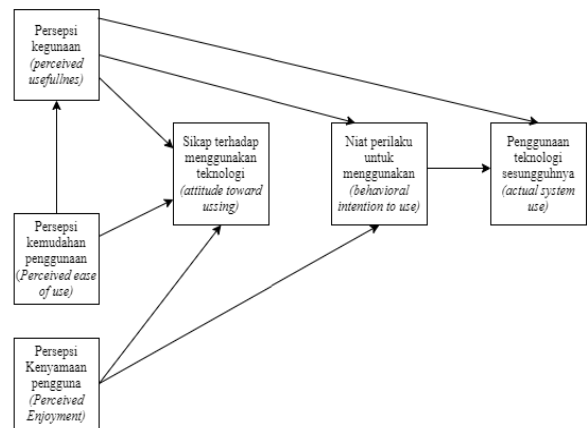 Persepsi
kegunaan
(perceived
usefullnes)
Sikap terhadap
menggunakan
teknologi
(attitude toward
ussing)
Niat perilaku
untuk
menggunakan
(behavioral
intention to use)
Penggunaan
teknologi
sesungguhnya
(actual system
use)
Persepsi
kemudahan
penggunaan
(Perceived ease
of use)
Persepsi
Kenyamaan
pengguna
(Perceived
Enjoyment)